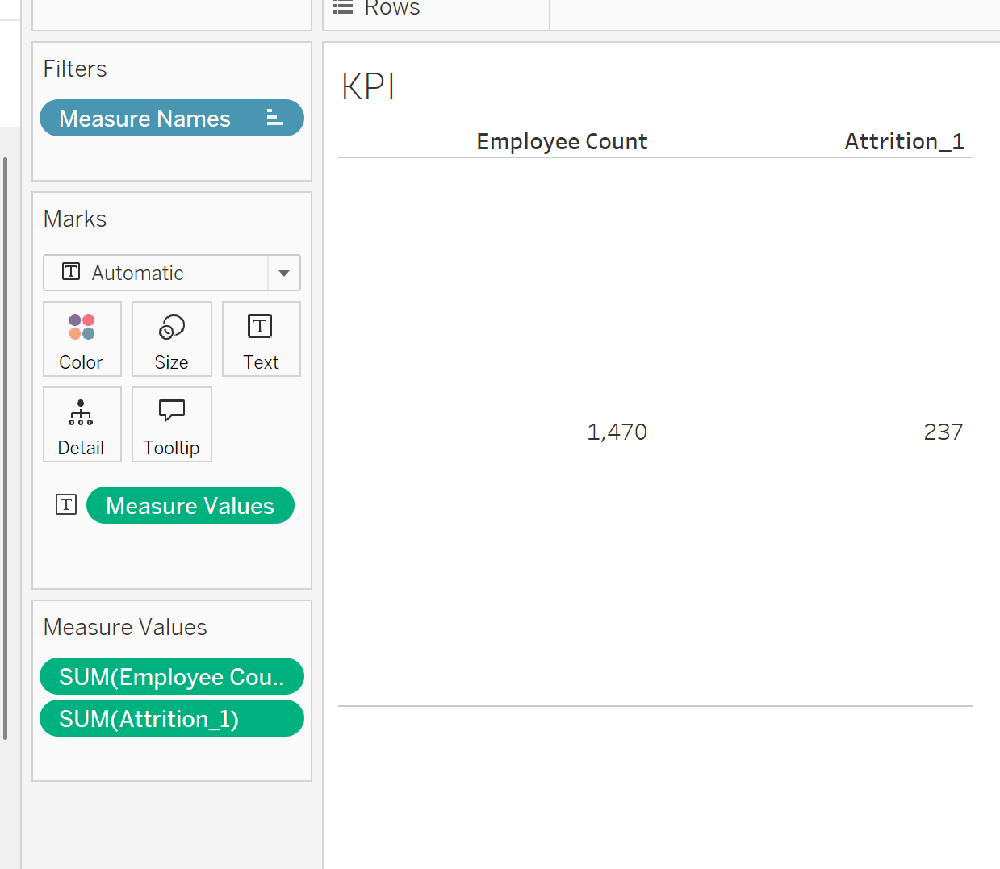 Rows
Filters
Measure Names
KPI
Employee Count Attrition_1
1,470 237
Marks
Automatic
Color Size Text
Detail Tooltip
Measure Values
Measure Values
SUM(Employee Cou..
SUM(Attrition_1)